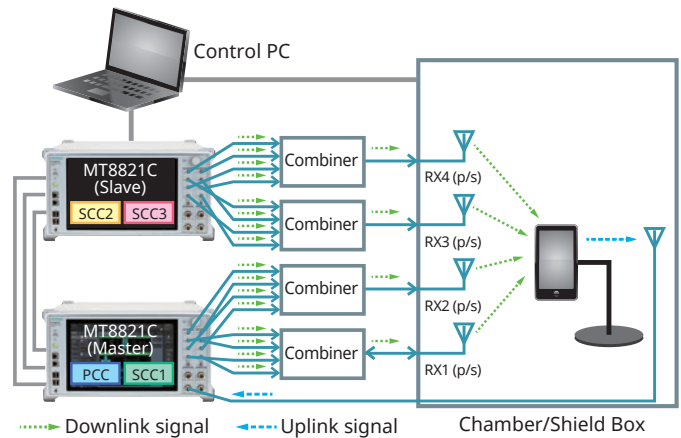 Control PC
MT8821C
(Slave)
SCC2
SCC3
Combiner
RX4 (p/s)
Combiner
RX3 (p/s)
Combiner
RX2 (p/s)
MT8821C
(Master)
PCC
SCC1
Combiner
RX1 (p/s)
Downlink signal
Uplink signal
Chamber/Shield Box